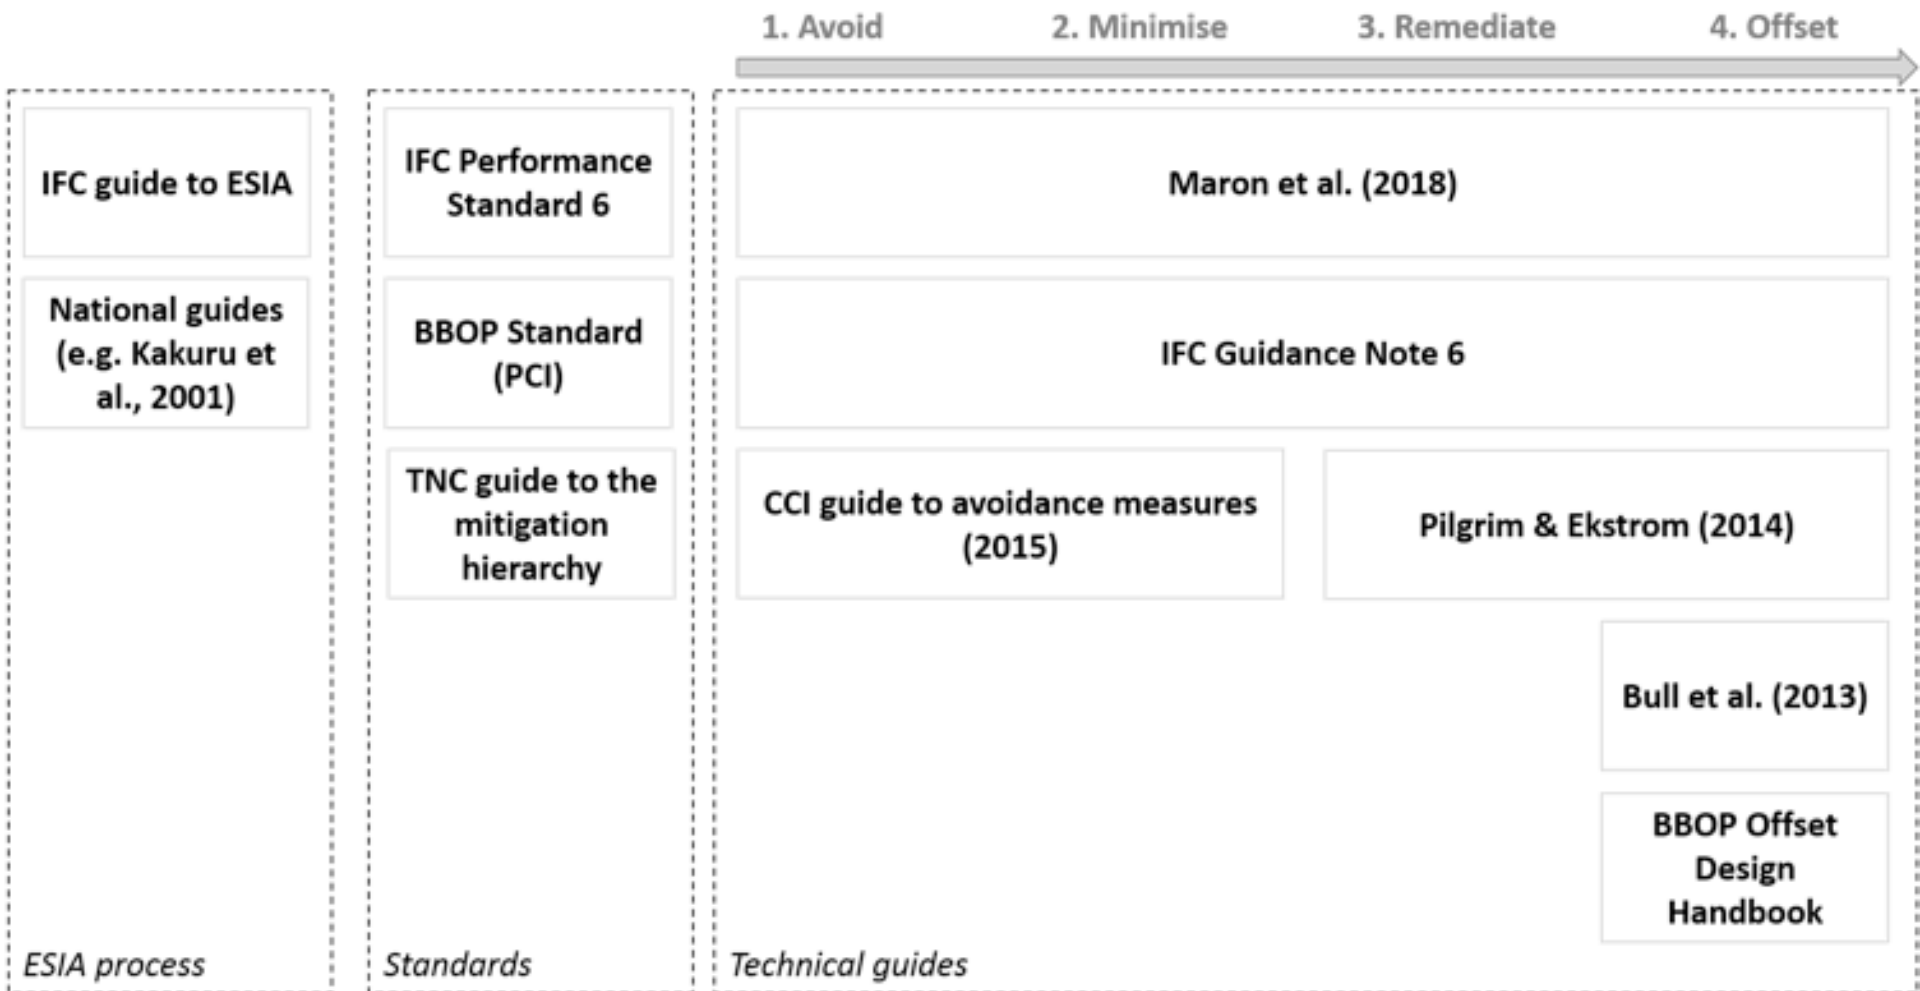 1. Avoid
2. Minimise
3. Remediate
4. Offset
IFC guide to ESIA
National guides
(e.g. Kakuru et
al., 2001)
ESIA process
IFC Performance
Standard 6
BBOP Standard
(PCI)
TNC guide to the
mitigation
hierarchy
Standards
Maron et al. (2018)
IFC Guidance Note 6
CCI guide to avoidance measures
(2015)
Pilgrim & Ekstrom (2014)
Bull et al. (2013)
BBOP Offset
Design
Handbook
Technical guides